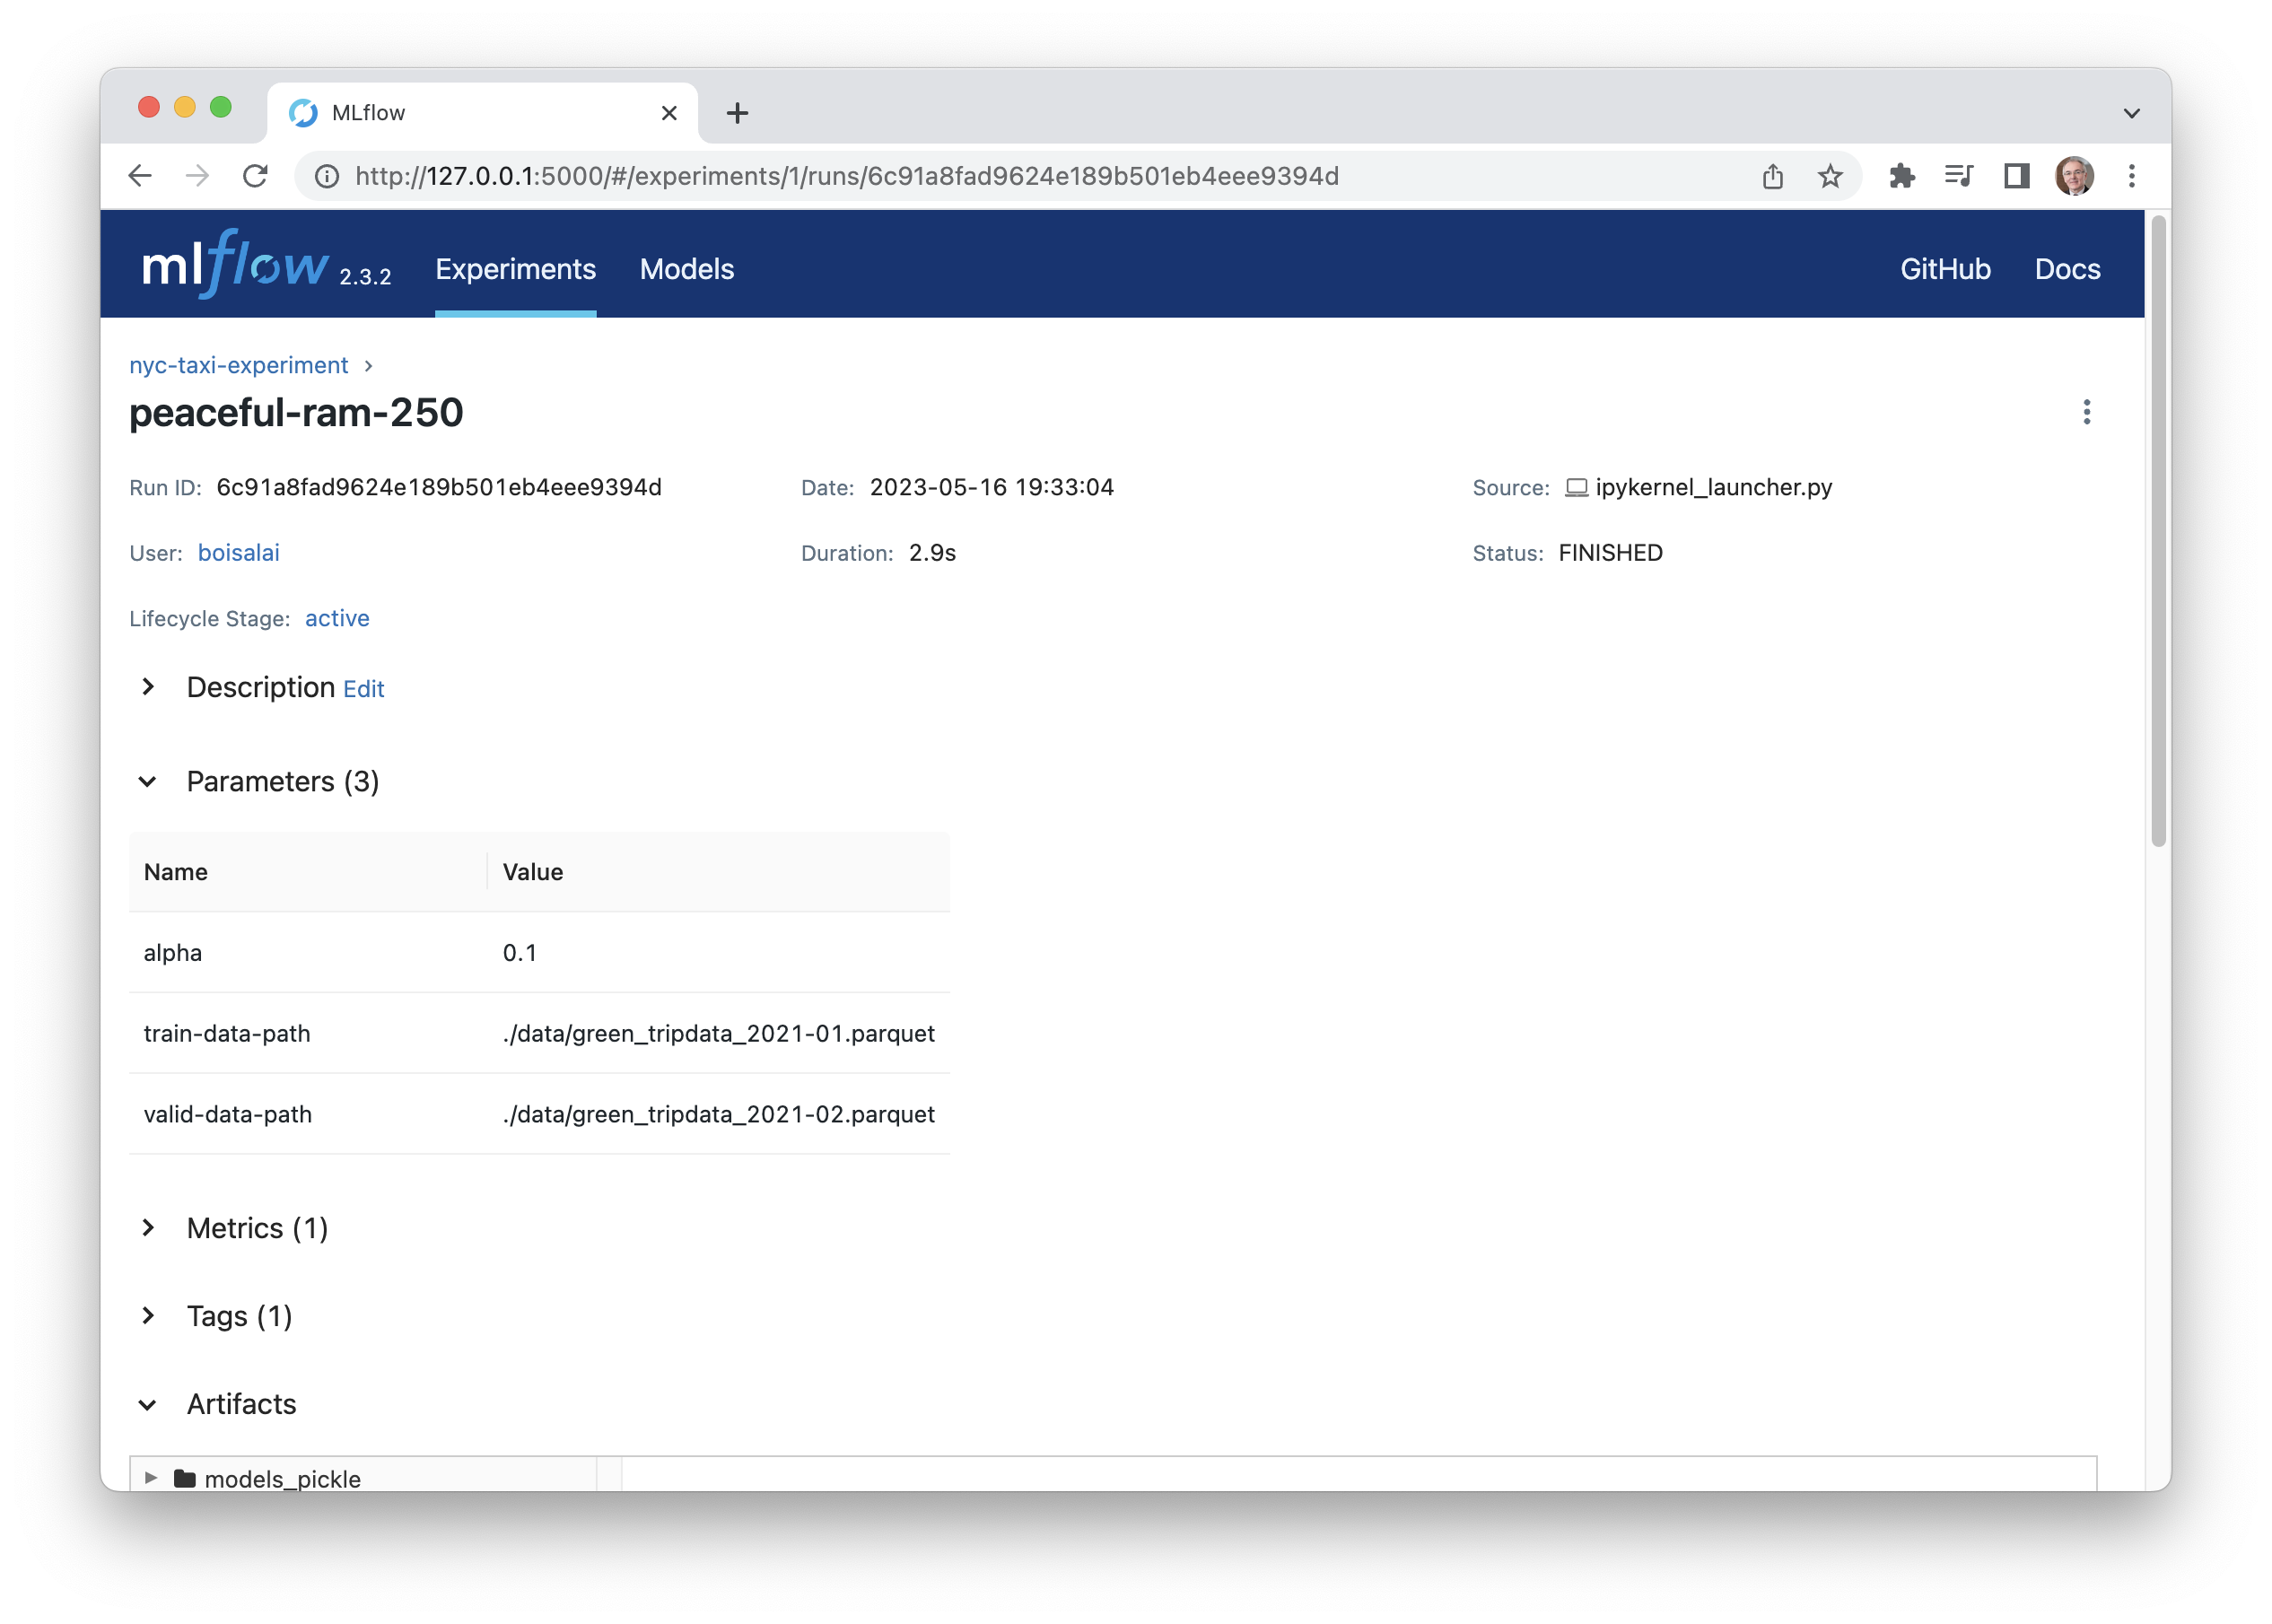 MLflow
http://127.0.0.1:5000/#/experiments/1/runs/6c91a8fad9624e189b501eb4eee9394d
mlflow 2.3.2 Experiments Models GitHub Docs
nyc-taxi-experiment
peaceful-ram-250
Run ID: 6c91a8fad9624e189b501eb4eee9394d Date: 2023-05-16 19:33:04 Source: ipykernel_launcher.py
User: boisalai Duration: 2.9s Status: FINISHED
Lifecycle Stage: active
Description Edit
Parameters (3)
Name Value
alpha 0.1
train-data-path ./data/green_tripdata_2021-01.parquet
valid-data-path ./data/green_tripdata_2021-02.parquet
Metrics (1)
Tags (1)
Artifacts
models_pickle